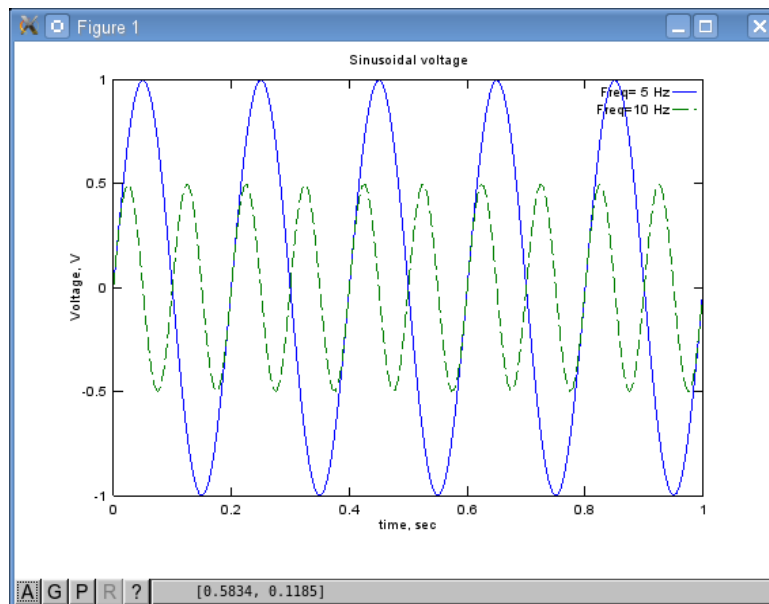 Figure 1
Sinusoidal voltage
Freq= 5 Hz
Freq=10 Hz
1
0.5
0
-0.5
-1
Voltage, V
0 0.2 0.4 0.6 0.8 1
time, sec
A G P R ? [0.5834, 0.1185]